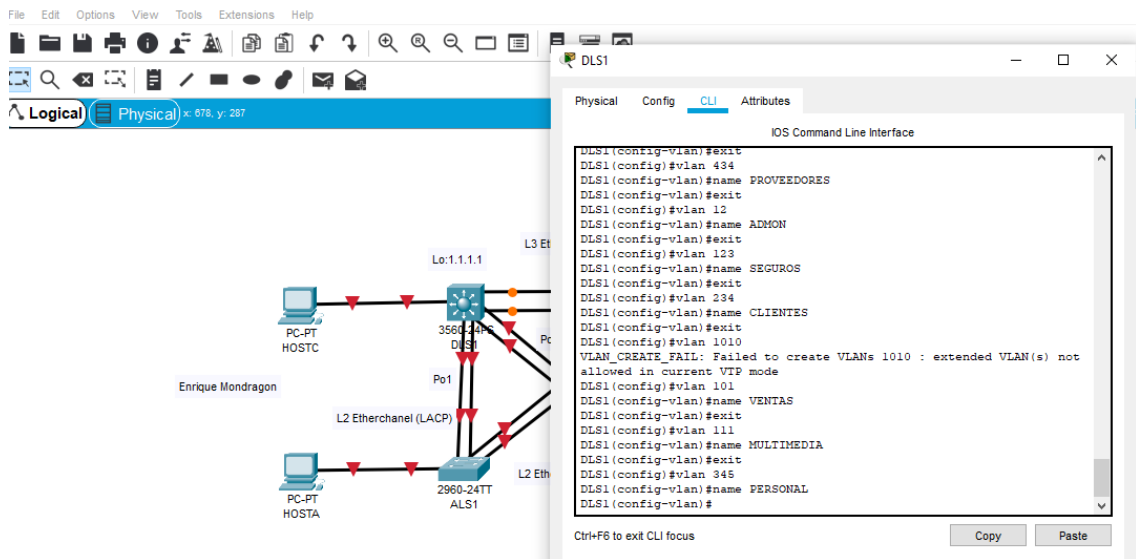 File Edit Options View Tools Extensions Help
Logical Physical x: 678, y: 287
DLS1
Physical Config CLI Attributes
IOS Command Line Interface
DLS1(config-vlan)#exit
DLS1(config)#vlan 434
DLS1(config-vlan)#name PROVEEDORES
DLS1(config-vlan)#exit
DLS1(config)#vlan 12
DLS1(config-vlan)#name ADMON
DLS1(config-vlan)#exit
DLS1(config)#vlan 123
DLS1(config-vlan)#name SEGUROS
DLS1(config-vlan)#exit
DLS1(config)#vlan 234
DLS1(config-vlan)#name CLIENTES
DLS1(config-vlan)#exit
DLS1(config)#vlan 1010
VLAN_CREATE_FAIL: Failed to create VLANs 1010 : extended VLAN(s) not
allowed in current VTP mode
DLS1(config)#vlan 101
DLS1(config-vlan)#name VENTAS
DLS1(config-vlan)#exit
DLS1(config)#vlan 111
DLS1(config-vlan)#name MULTIMEDIA
DLS1(config-vlan)#exit
DLS1(config)#vlan 345
DLS1(config-vlan)#name PERSONAL
DLS1(config-vlan)#
Ctrl+F6 to exit CLI focus
Copy Paste
L3 Et
Lo:1.1.1.1
PC-PT
HOSTC
3560-24PS
DLS1
Po
Po1
Enrique Mondragon
L2 Etherchanel (LACP)
L2 Eth
PC-PT
HOSTA
2960-24TT
ALS1